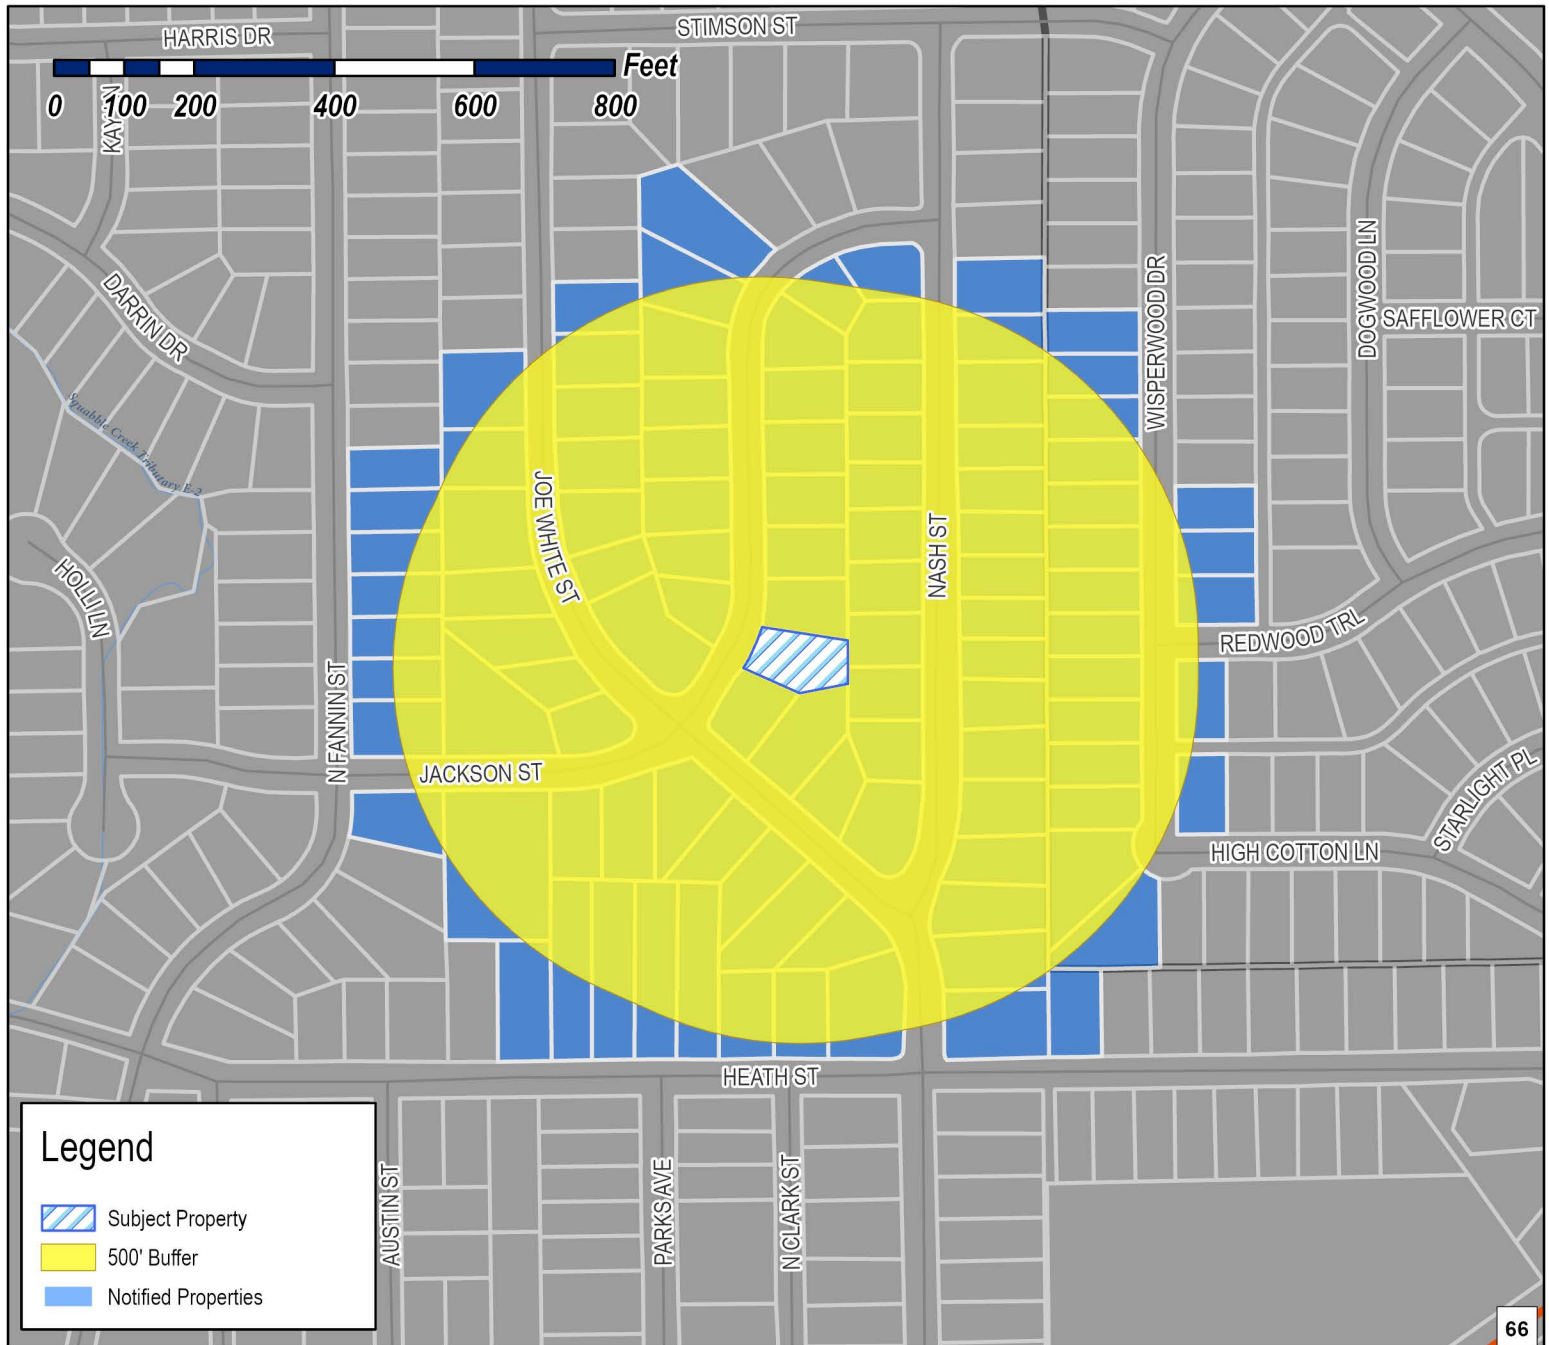 HARRIS DR
STIMSON ST
Feet
0 100 200 400 600 800
KAY LN
DARRIN DR
Squabble Creek Tributary E-2
HOLLI LN
N FANNIN ST
JOE WHITE ST
NASH ST
WISPERWOOD DR
DOGWOOD LN
SAFFLOWER CT
REDWOOD TRL
STARLIGHT PL
JACKSON ST
HIGH COTTON LN
HEATH ST
AUSTIN ST
PARKS AVE
N CLARK ST
Legend
Subject Property
500' Buffer
Notified Properties
66